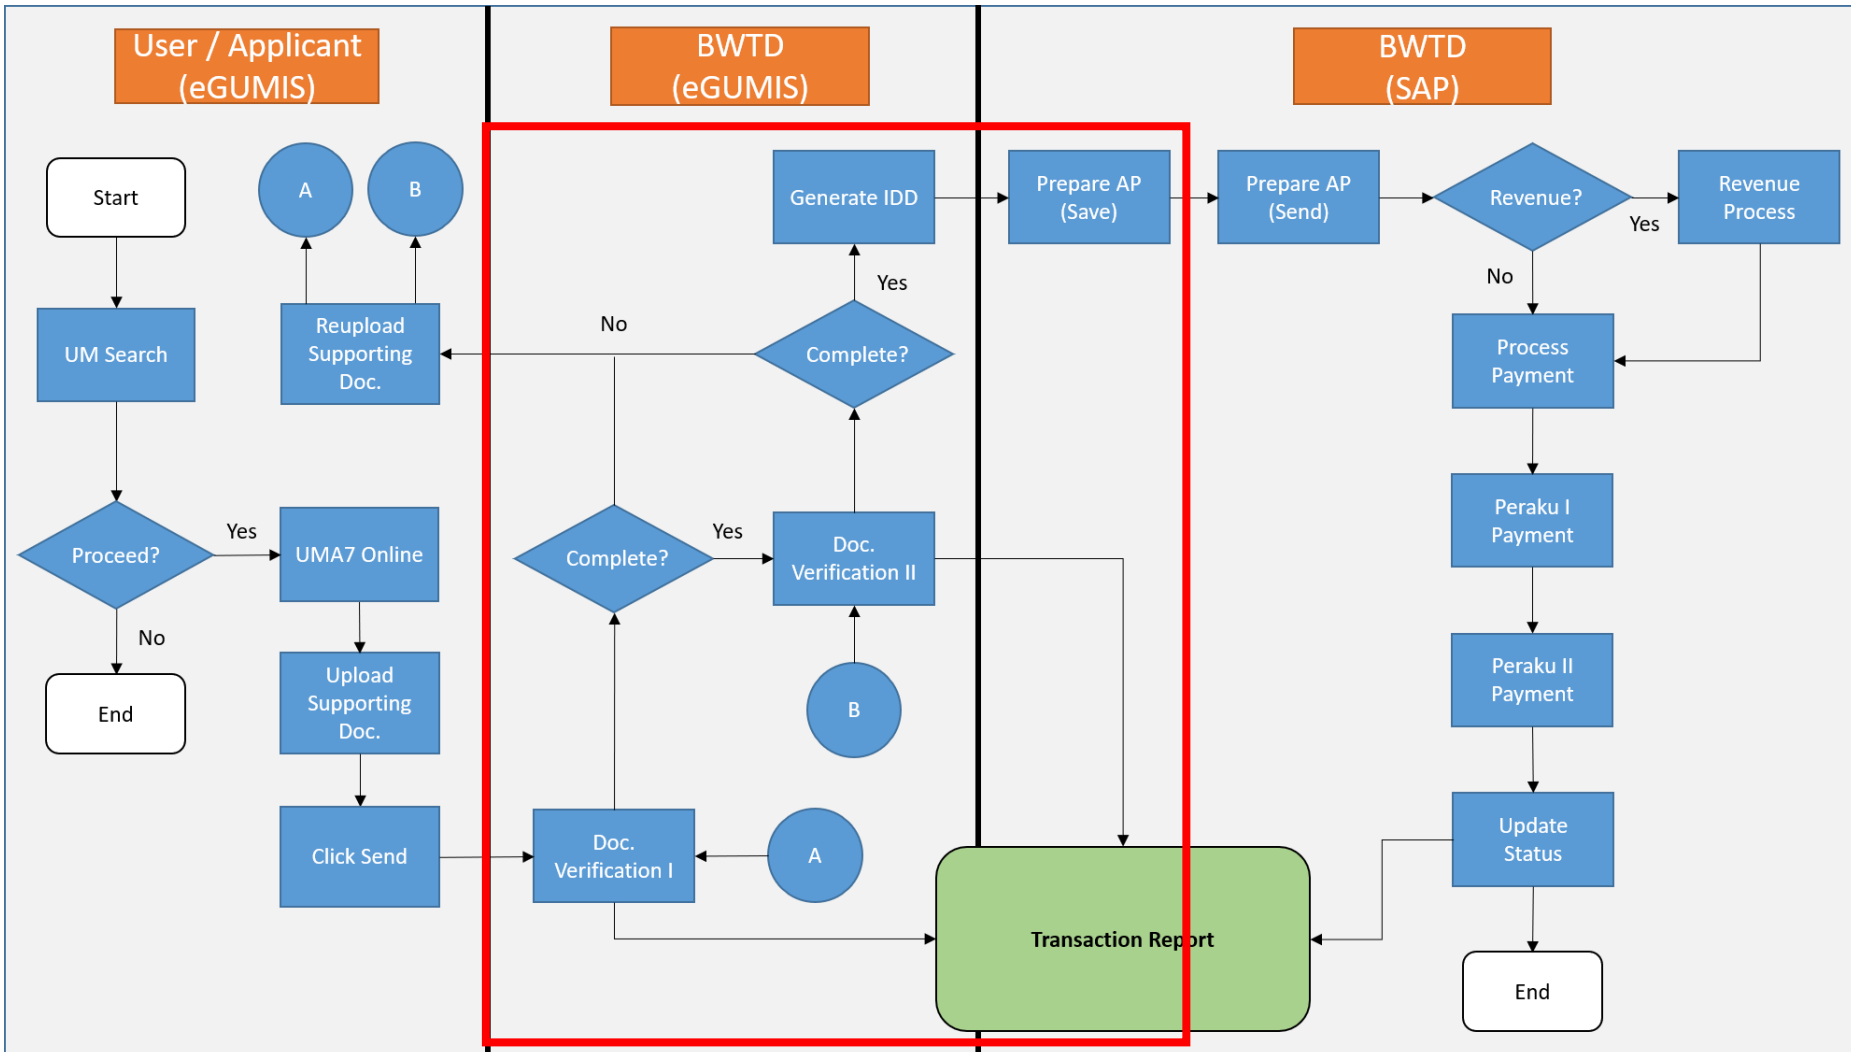 User / Applicant
(eGUMIS)
BWTD
(eGUMIS)
BWTD
(SAP)
Start
A
B
Generate IDD
Prepare AP
(Save)
Prepare AP
(Send)
Revenue?
Yes
Revenue
Process
No
Yes
UM Search
Reupload
Supporting
Doc.
No
Complete?
Process
Payment
Proceed?
Yes
UMA7 Online
Complete?
Yes
Doc.
Verification II
Peraku I
Payment
No
End
Upload
Supporting
Doc.
B
Peraku II
Payment
Click Send
Doc.
Verification I
A
Update
Status
Transaction Report
End